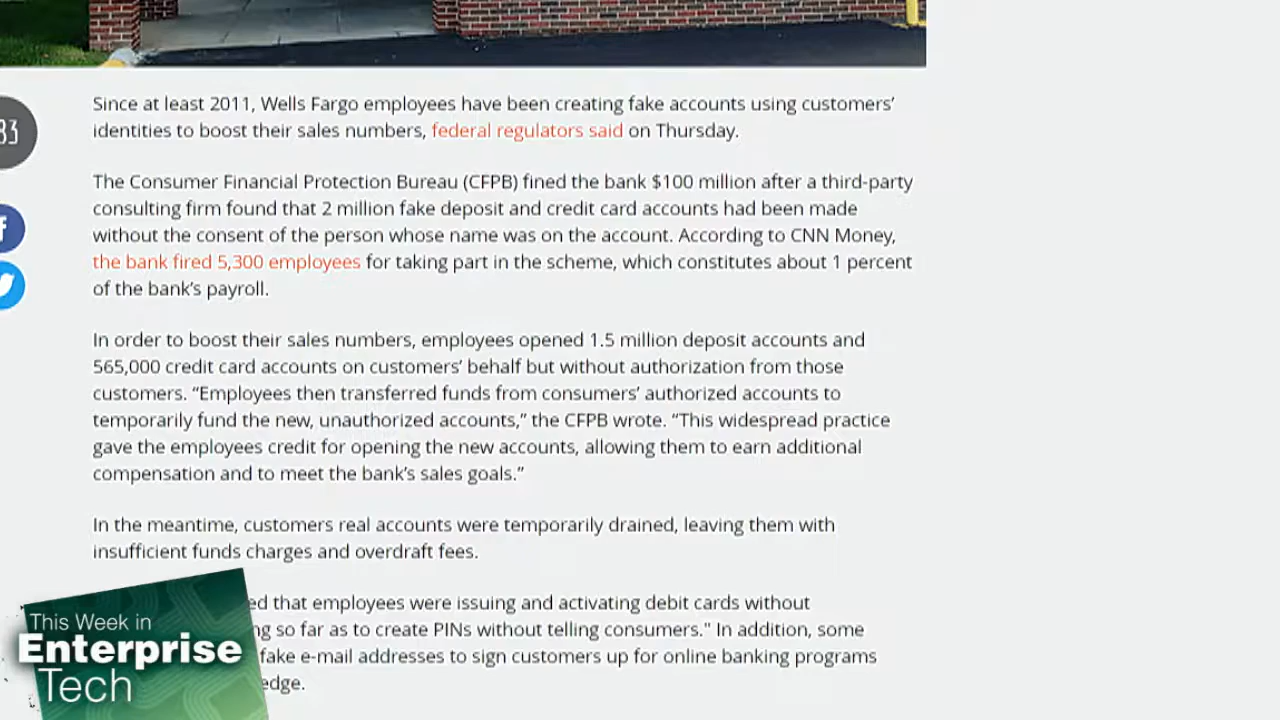 83
Since at least 2011, Wells Fargo employees have been creating fake accounts using customers’
identities to boost their sales numbers, federal regulators said on Thursday.
The Consumer Financial Protection Bureau (CFPB) fined the bank $100 million after a third-party
consulting firm found that 2 million fake deposit and credit card accounts had been made
without the consent of the person whose name was on the account. According to CNN Money,
the bank fired 5,300 employees for taking part in the scheme, which constitutes about 1 percent
of the bank’s payroll.
In order to boost their sales numbers, employees opened 1.5 million deposit accounts and
565,000 credit card accounts on customers’ behalf but without authorization from those
customers. “Employees then transferred funds from consumers’ authorized accounts to
temporarily fund the new, unauthorized accounts,” the CFPB wrote. “This widespread practice
gave the employees credit for opening the new accounts, allowing them to earn additional
compensation and to meet the bank’s sales goals.”
In the meantime, customers real accounts were temporarily drained, leaving them with
insufficient funds charges and overdraft fees.
ed that employees were issuing and activating debit cards without
ng so far as to create PINs without telling consumers." In addition, some
fake e-mail addresses to sign customers up for online banking programs
edge.
This Week in
Enterprise
Tech